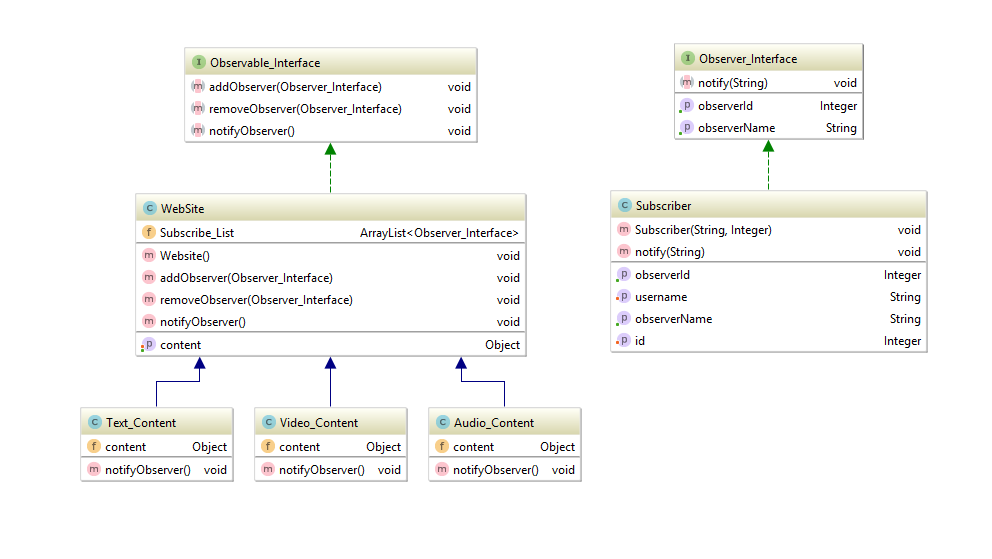 I Observable_Interface
m addObserver(Observer_Interface) void
m removeObserver(Observer_Interface) void
m notifyObserver() void
I Observer_Interface
m notify(String) void
p observerId Integer
p observerName String
C WebSite
f Subscribe_List ArrayList<Observer_Interface>
m Website() void
m addObserver(Observer_Interface) void
m removeObserver(Observer_Interface) void
m notifyObserver() void
p content Object
C Subscriber
m Subscriber(String, Integer) void
m notify(String) void
p observerId Integer
p username String
p observerName String
p id Integer
C Text_Content
f content Object
m notifyObserver() void
C Video_Content
f content Object
m notifyObserver() void
C Audio_Content
f content Object
m notifyObserver() void